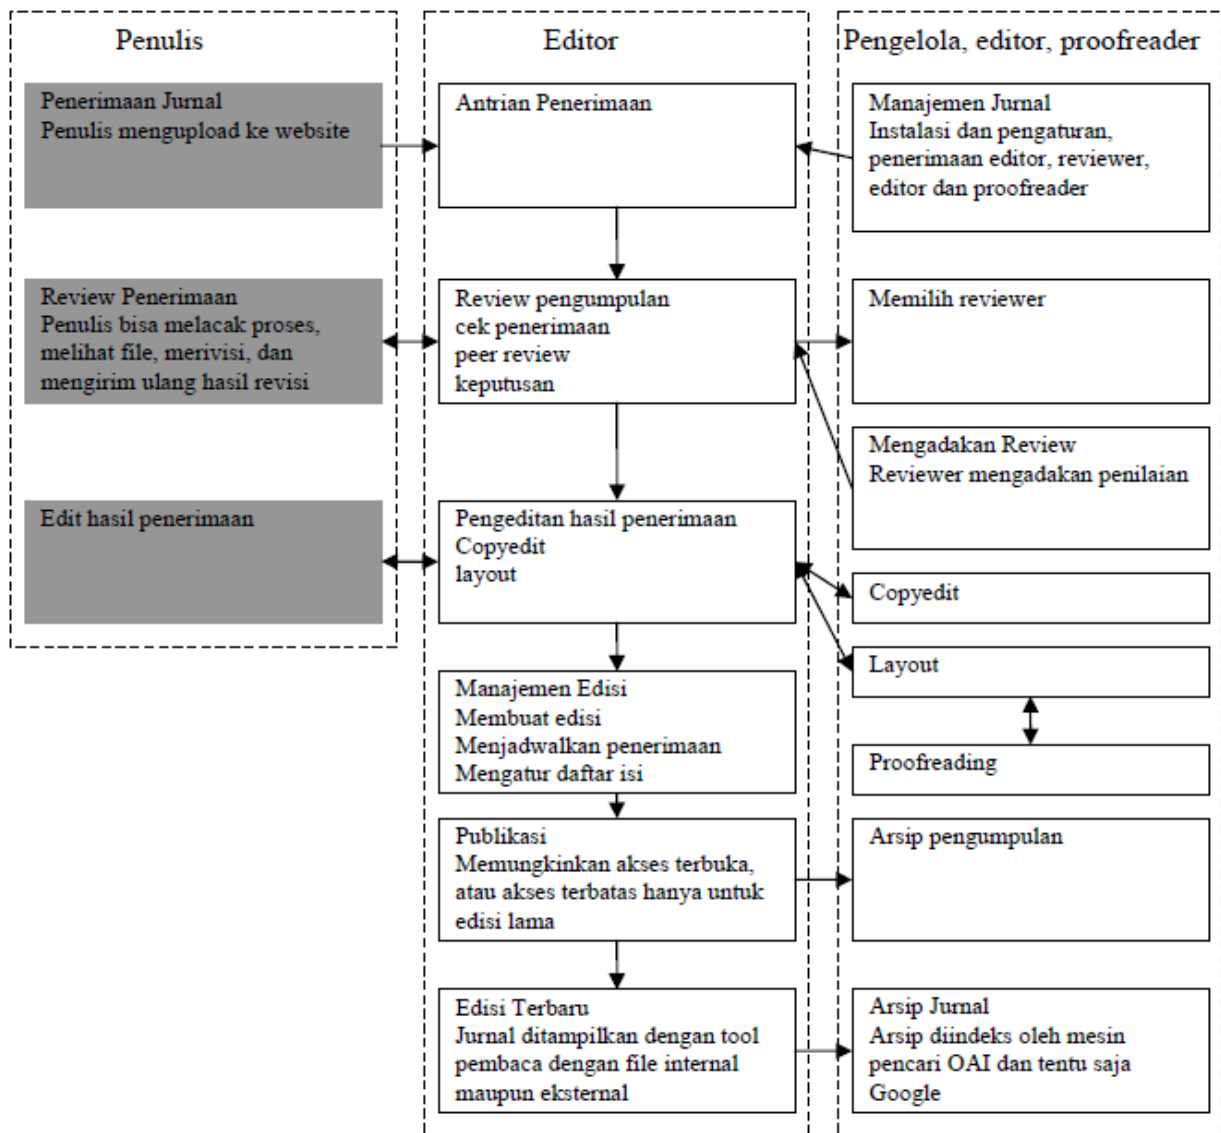 Penulis
Editor
Pengelola, editor, proofreader
Penerimaan Jurnal
Penulis mengupload ke website
Antrian Penerimaan
Manajemen Jurnal
Instalasi dan pengaturan,
penerimaan editor, reviewer,
editor dan proofreader
Review Penerimaan
Penulis bisa melacak proses,
melihat file, merivisi, dan
mengirim ulang hasil revisi
Review pengumpulan
cek penerimaan
peer review
keputusan
Memilih reviewer
Mengadakan Review
Reviewer mengadakan penilaian
Edit hasil penerimaan
Pengeditan hasil penerimaan
Copyedit
layout
Copyedit
Layout
Proofreading
Manajemen Edisi
Membuat edisi
Menjadwalkan penerimaan
Mengatur daftar isi
Publikasi
Memungkinkan akses terbuka,
atau akses terbatas hanya untuk
edisi lama
Arsip pengumpulan
Edisi Terbaru
Jurnal ditampilkan dengan tool
pembaca dengan file internal
maupun eksternal
Arsip Jurnal
Arsip diindeks oleh mesin
pencari OAI dan tentu saja
Google